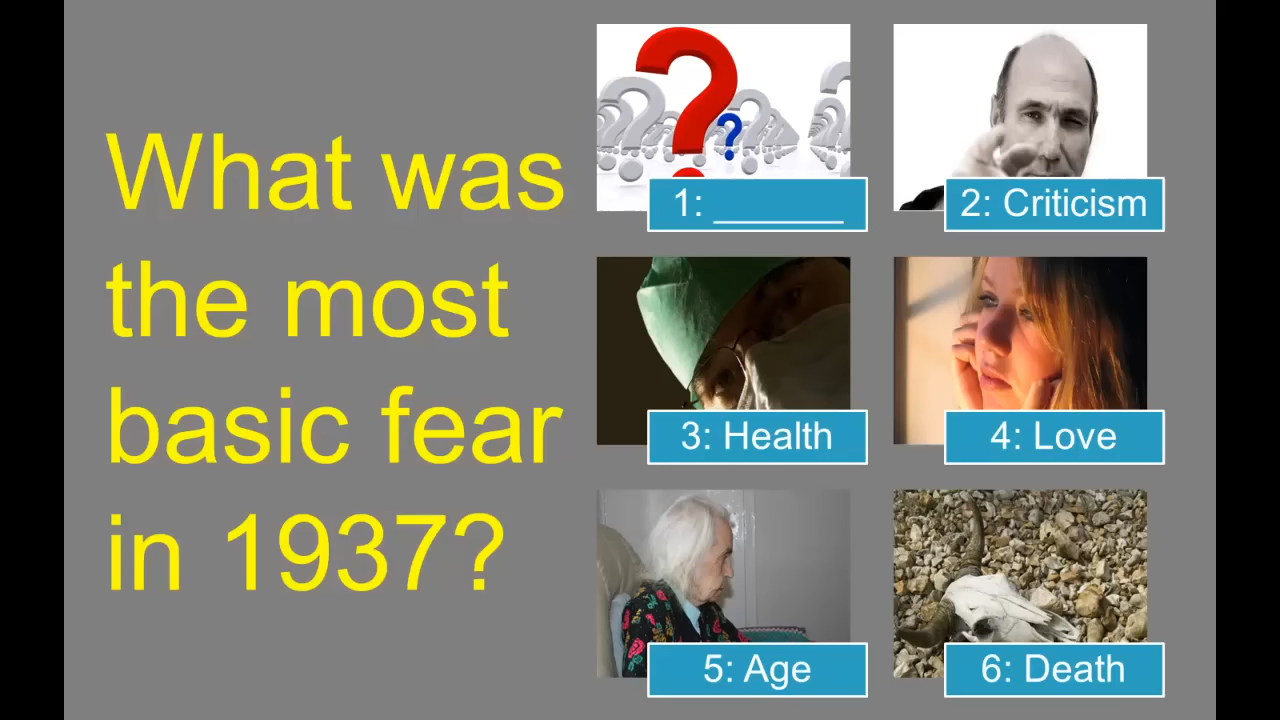 What was
the most
basic fear
in 1937?
1: _______
2: Criticism
3: Health
4: Love
5: Age
6: Death